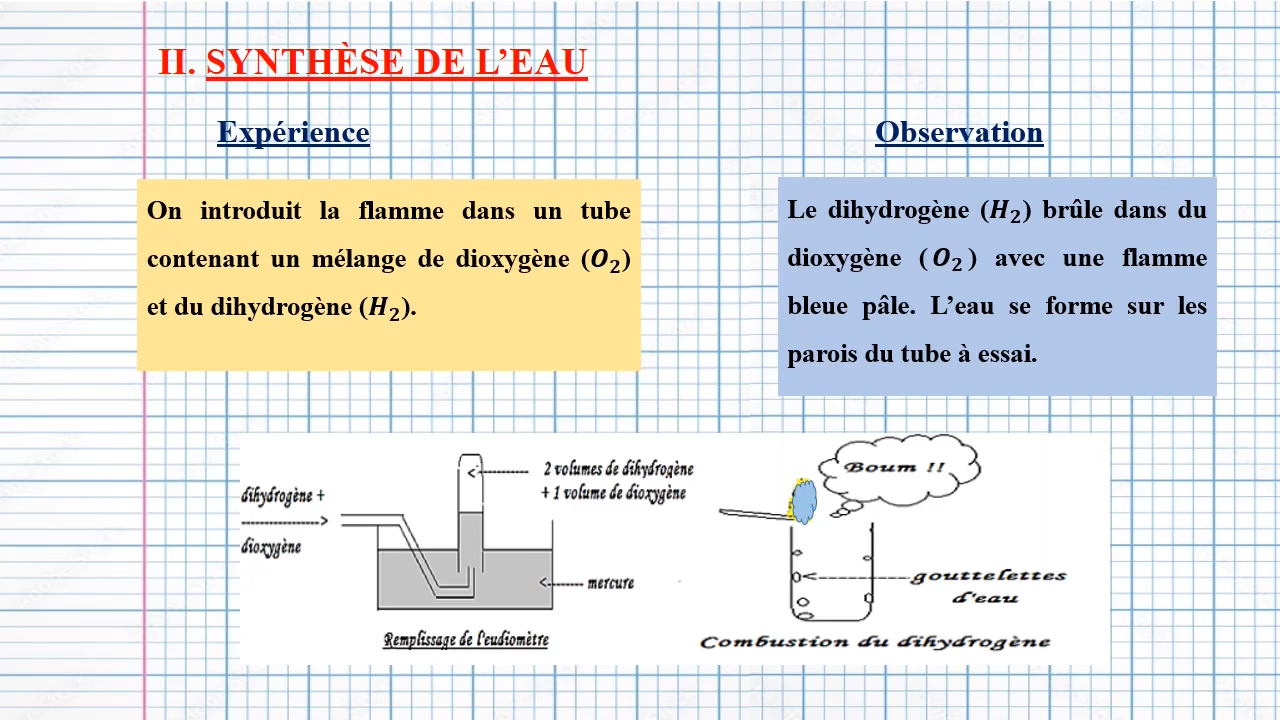 II. SYNTHÈSE DE L’EAU
Expérience
On introduit la flamme dans un tube
contenant un mélange de dioxygène (O₂)
et du dihydrogène (H₂).
Observation
Le dihydrogène (H₂) brûle dans du
dioxygène (O₂) avec une flamme
bleue pâle. L’eau se forme sur les
parois du tube à essai.
dihydrogène +
dioxygène
2 volumes de dihydrogène
+ 1 volume de dioxygène
mercure
Remplissage de l'eudiomètre
Boum !!
gouttelettes
d'eau
Combustion du dihydrogène